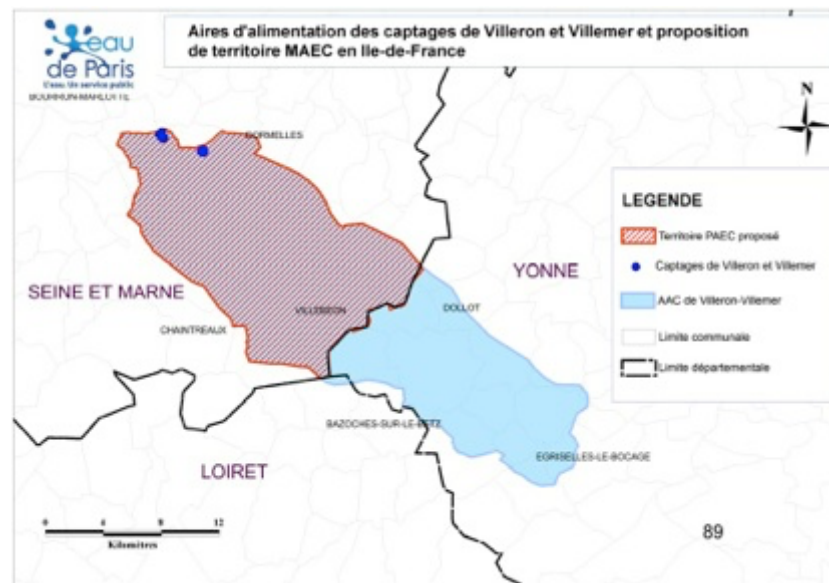 eau
de Paris
L'eau. Un service public
Aires d'alimentation des captages de Villeron et Villemer et proposition
de territoire MAEC en Ile-de-France
BOURRON-MARLOTTE
N
DORMELLES
LEGENDE
Territoire PAEC proposé
Captages de Villeron et Villemer
AAC de Villeron-Villemer
Limite communale
Limite départementale
YONNE
SEINE ET MARNE
VILLEBEON
DOLLOT
CHAINTREAUX
BAZOCHES-SUR-LE-BETZ
EGRISELLES-LE-BOCAGE
LOIRET
0 4 8 12
Kilomètres
89